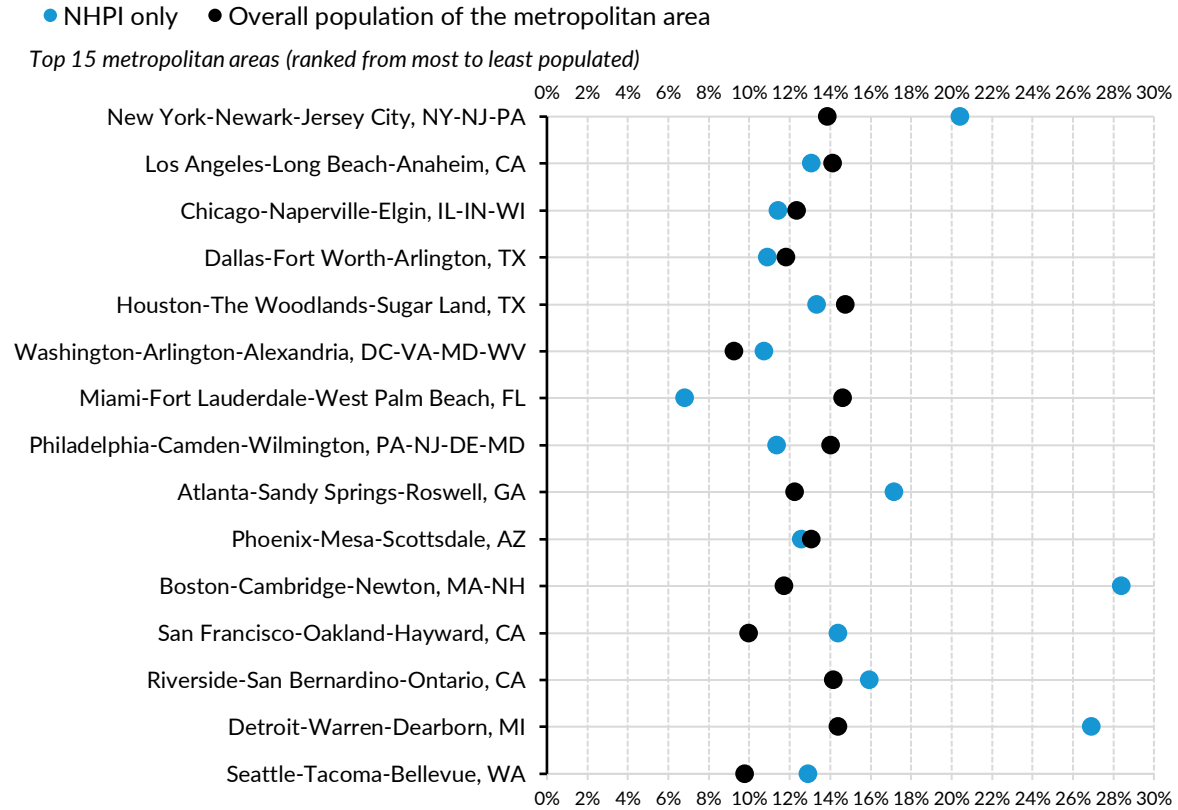 NHPI only Overall population of the metropolitan area
Top 15 metropolitan areas (ranked from most to least populated)
0% 2% 4% 6% 8% 10% 12% 14% 16% 18% 20% 22% 24% 26% 28% 30%
New York-Newark-Jersey City, NY-NJ-PA
Los Angeles-Long Beach-Anaheim, CA
Chicago-Naperville-Elgin, IL-IN-WI
Dallas-Fort Worth-Arlington, TX
Houston-The Woodlands-Sugar Land, TX
Washington-Arlington-Alexandria, DC-VA-MD-WV
Miami-Fort Lauderdale-West Palm Beach, FL
Philadelphia-Camden-Wilmington, PA-NJ-DE-MD
Atlanta-Sandy Springs-Roswell, GA
Phoenix-Mesa-Scottsdale, AZ
Boston-Cambridge-Newton, MA-NH
San Francisco-Oakland-Hayward, CA
Riverside-San Bernardino-Ontario, CA
Detroit-Warren-Dearborn, MI
Seattle-Tacoma-Bellevue, WA
0% 2% 4% 6% 8% 10% 12% 14% 16% 18% 20% 22% 24% 26% 28% 30%